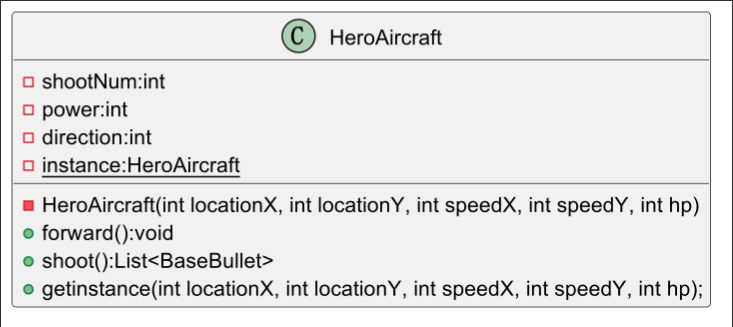 C HeroAircraft
shootNum:int
power:int
direction:int
instance:HeroAircraft
HeroAircraft(int locationX, int locationY, int speedX, int speedY, int hp)
forward():void
shoot():List<BaseBullet>
getinstance(int locationX, int locationY, int speedX, int speedY, int hp);